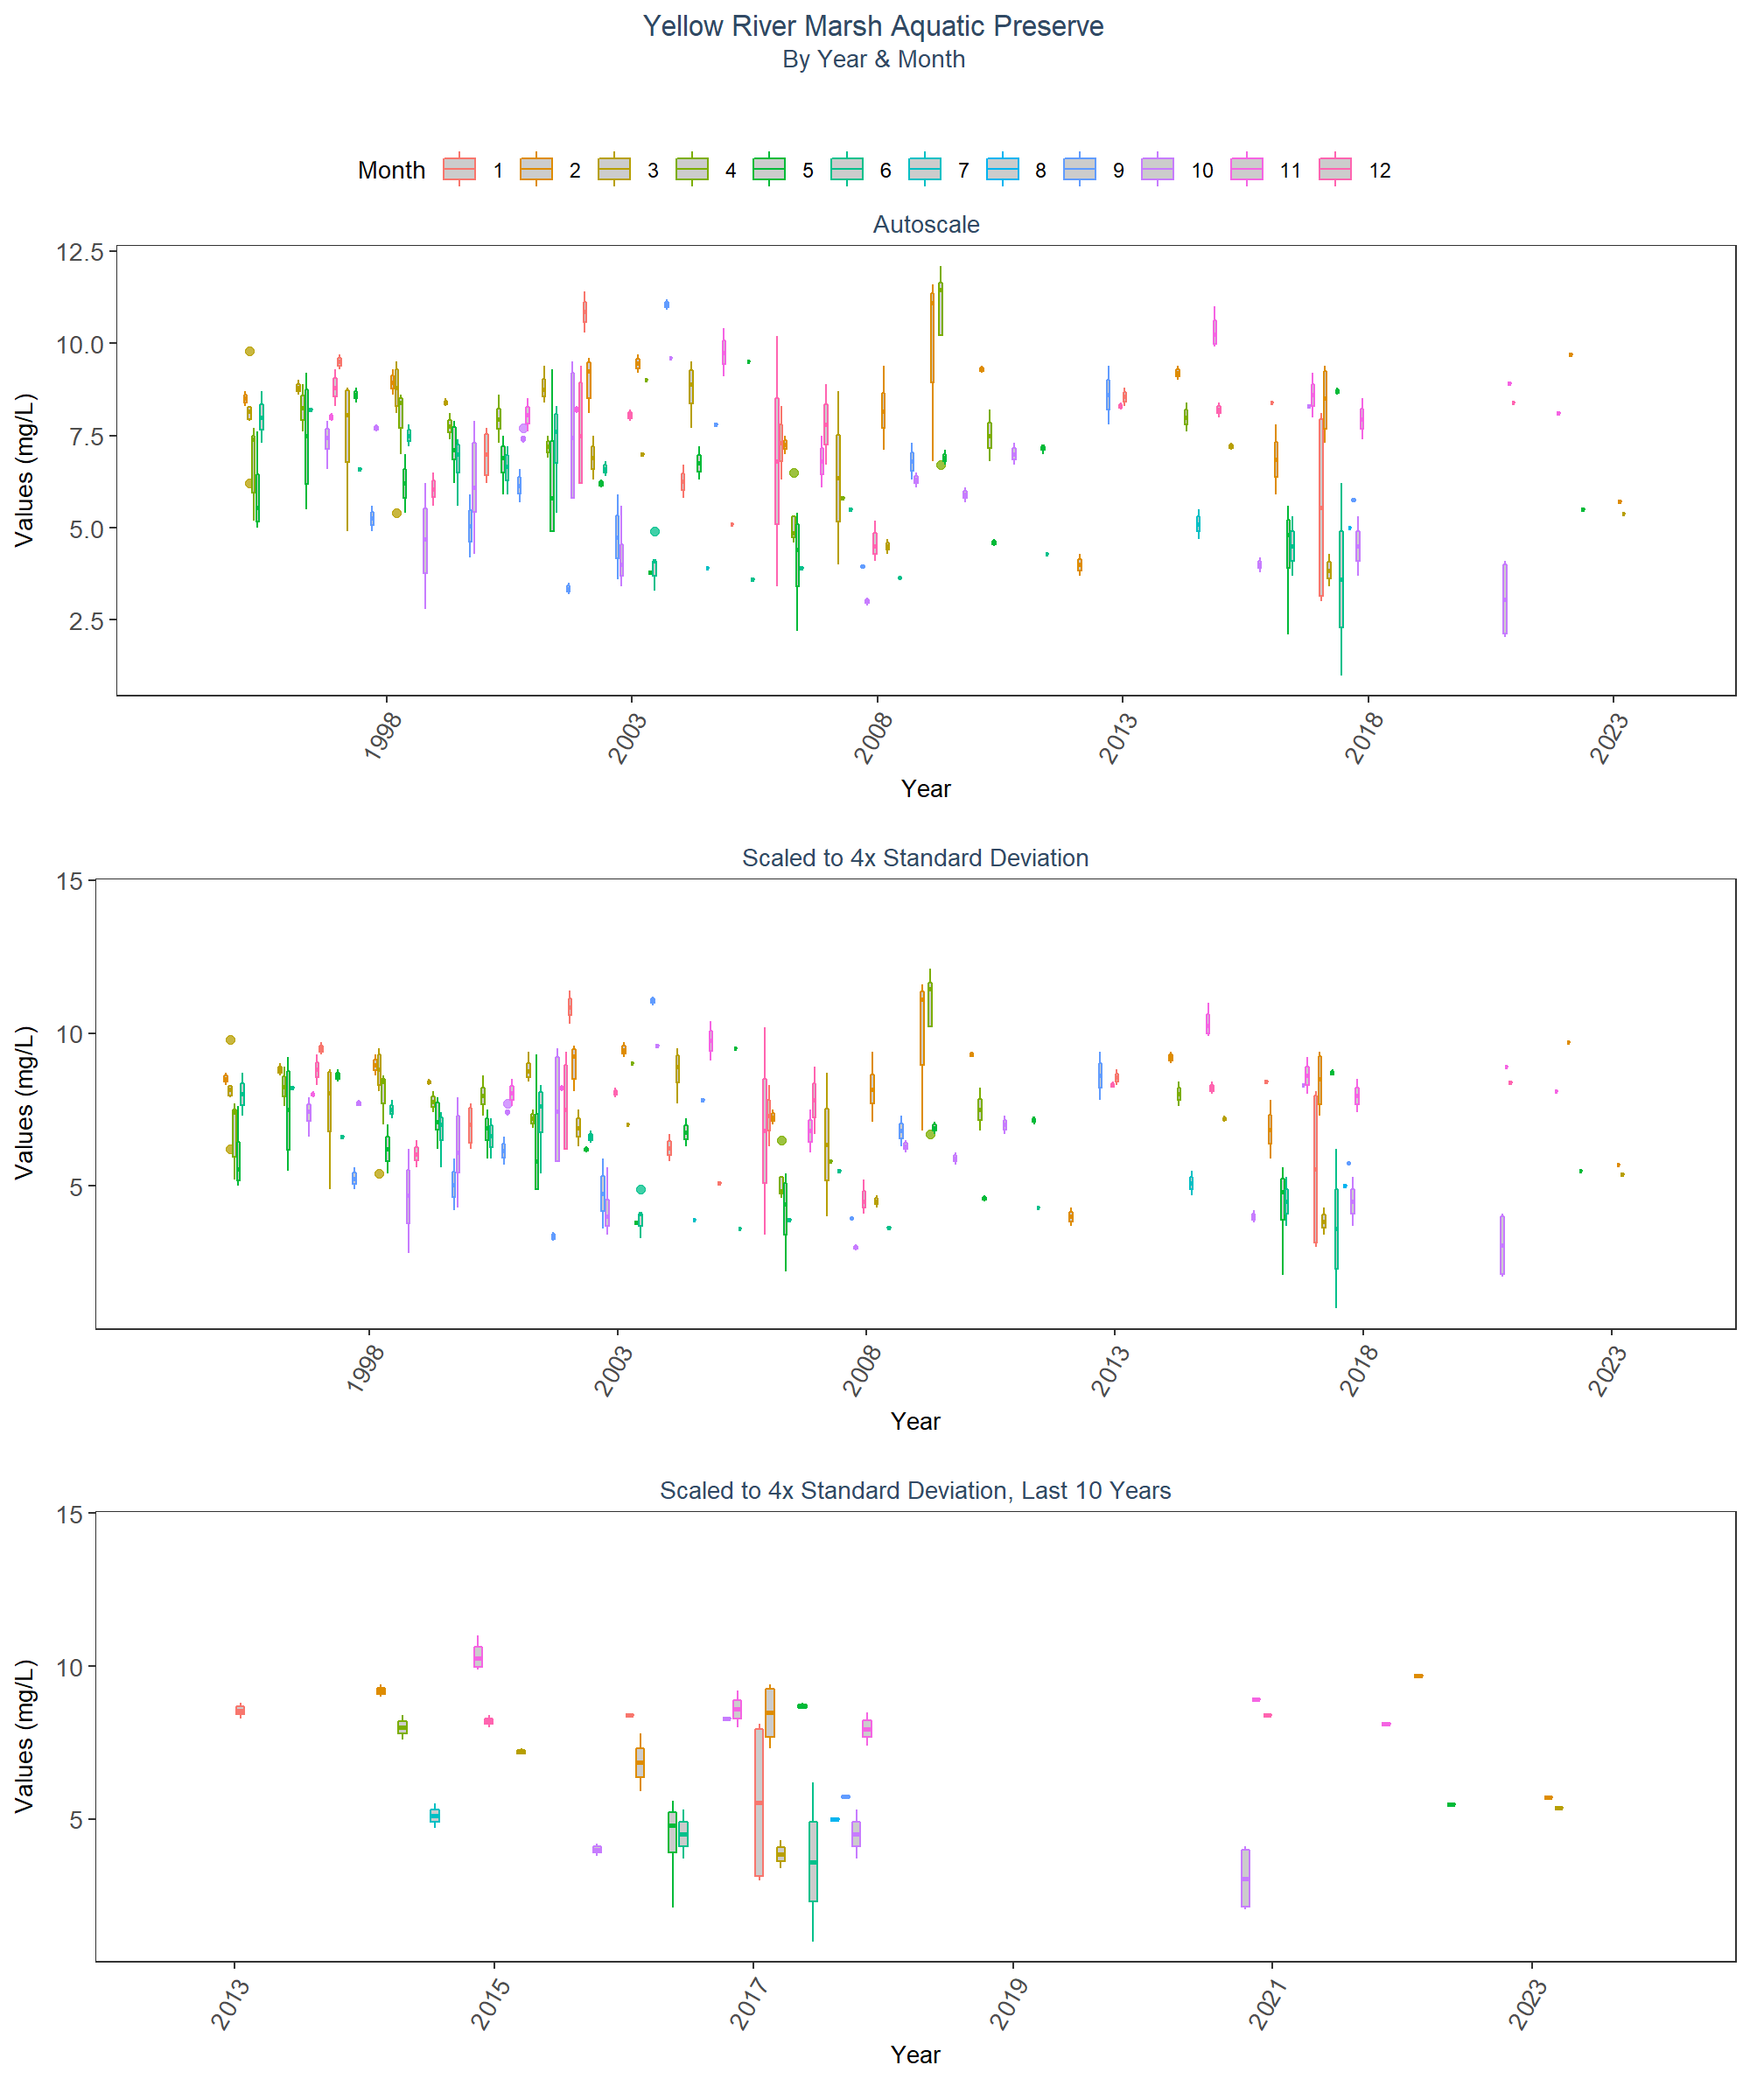 Yellow River Marsh Aquatic Preserve
By Year & Month
Month 1 2 3 4 5 6 7 8 9 10 11 12
Autoscale
Values (mg/L)
12.5
10.0
7.5
5.0
2.5
1998 2003 2008 2013 2018 2023
Year
Scaled to 4x Standard Deviation
Values (mg/L)
15
10
5
1998 2003 2008 2013 2018 2023
Year
Scaled to 4x Standard Deviation, Last 10 Years
Values (mg/L)
15
10
5
2013 2015 2017 2019 2021 2023
Year